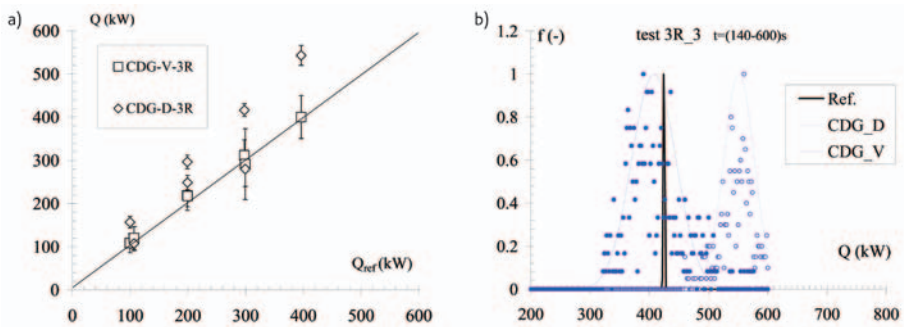 a)
Q (kW)
600
500
400
300
200
100
0
CDG-V-3R
CDG-D-3R
Qref (kW)
0 100 200 300 400 500 600
b)
f (-)
test 3R_3 t=(140-600)s
1.2
1
0.8
0.6
0.4
0.2
0
Ref.
CDG_D
CDG_V
Q (kW)
200 300 400 500 600 700 800